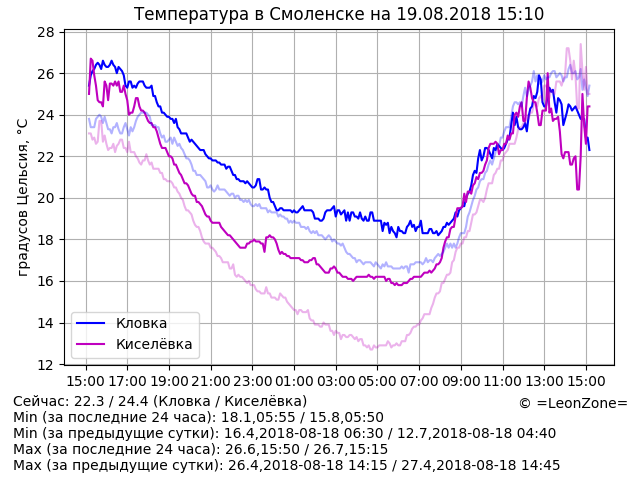 Температура в Смоленске на 19.08.2018 15:10
градусов Цельсия, °C
28
26
24
22
20
18
16
14
12
Кловка
Киселёвка
15:00 17:00 19:00 21:00 23:00 01:00 03:00 05:00 07:00 09:00 11:00 13:00 15:00
Сейчас: 22.3 / 24.4 (Кловка / Киселёвка)
© =LeonZone=
Min (за последние 24 часа): 18.1,05:55 / 15.8,05:50
Min (за предыдущие сутки): 16.4,2018-08-18 06:30 / 12.7,2018-08-18 04:40
Max (за последние 24 часа): 26.6,15:50 / 26.7,15:15
Max (за предыдущие сутки): 26.4,2018-08-18 14:15 / 27.4,2018-08-18 14:45